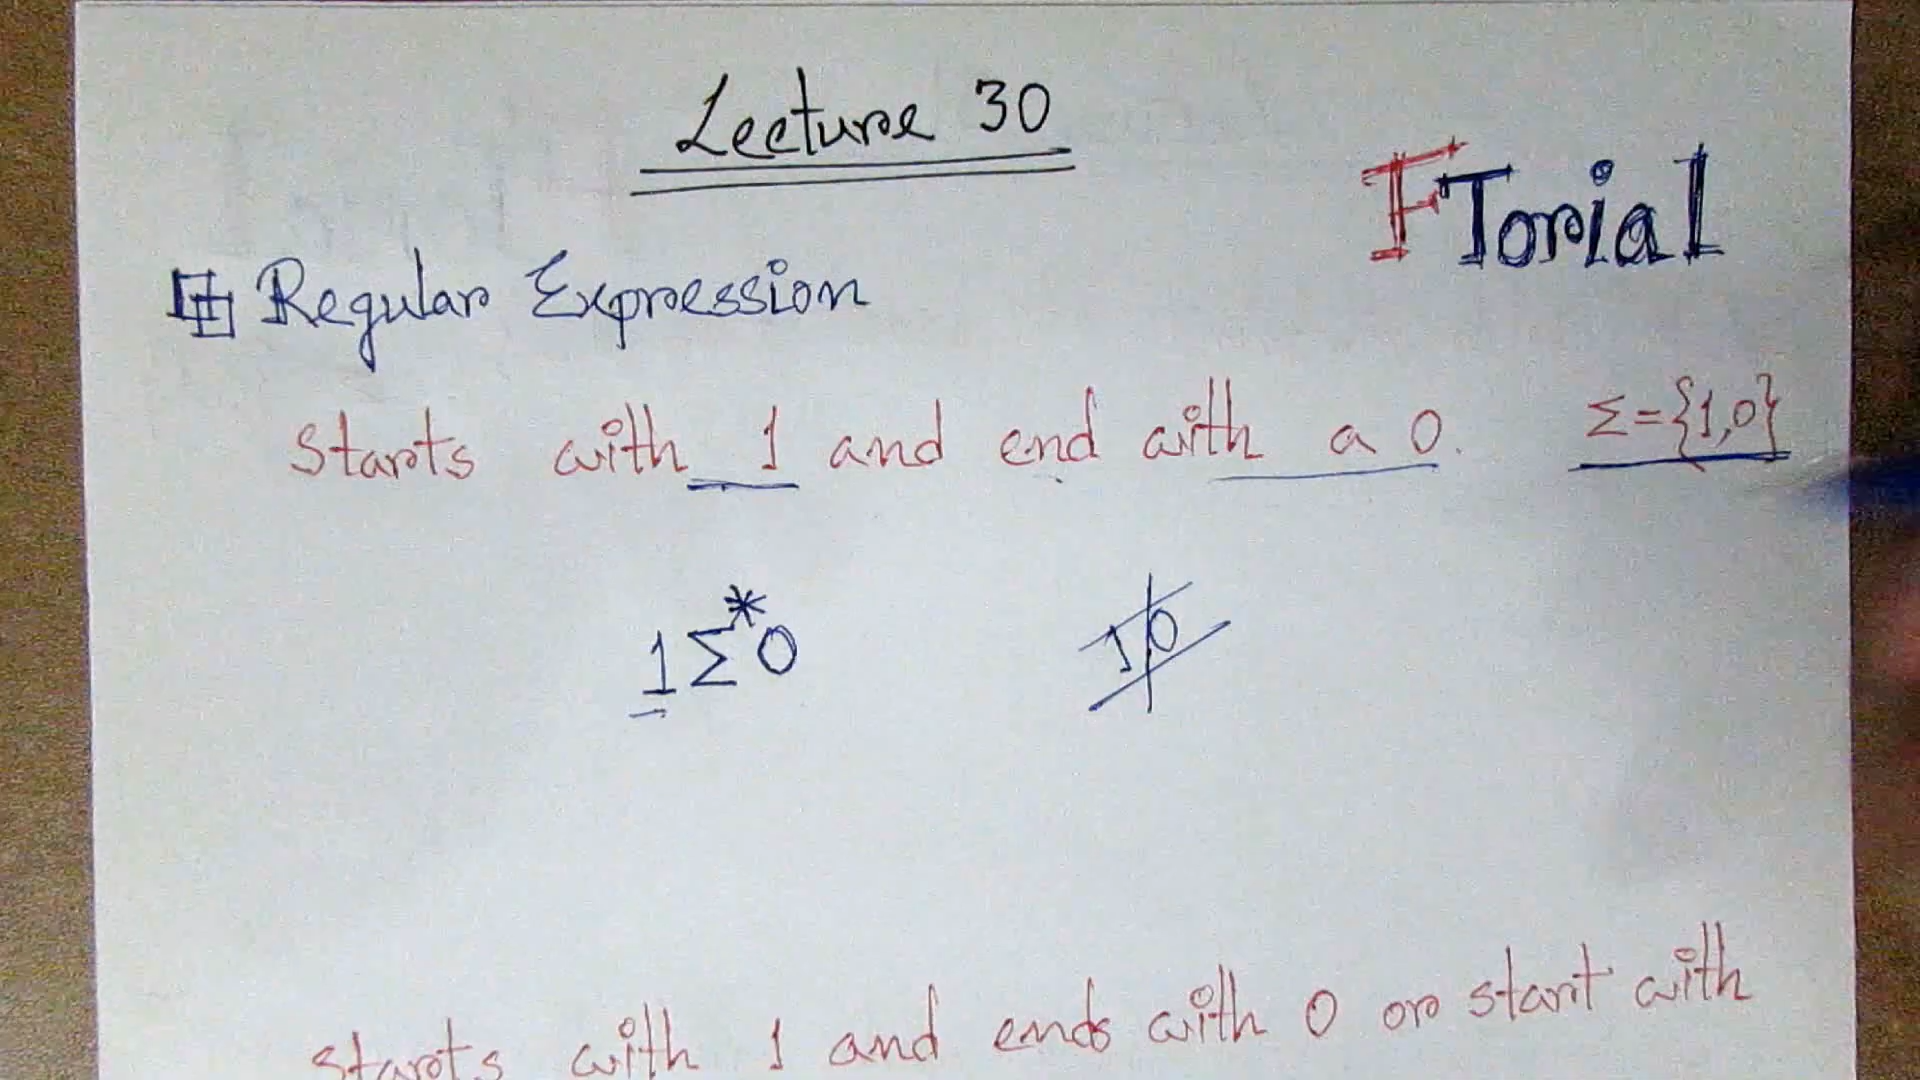 Lecture 30
FTorial
Regular Expression
Starts with 1 and end with a 0. Σ={1,0}
1Σ*0 10
starts with 1 and ends with 0 or start with